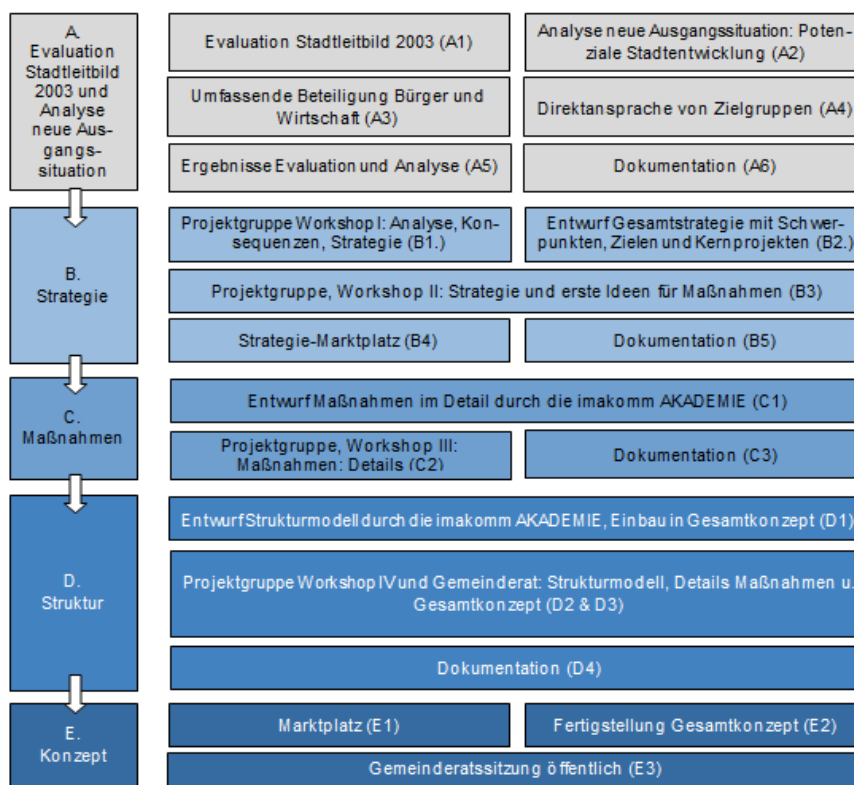 A.
Evaluation
Stadtleitbild
2003 und
Analyse
neue Aus-
gangs-
situation
Evaluation Stadtleitbild 2003 (A1)
Analyse neue Ausgangssituation: Poten-
ziale Stadtentwicklung (A2)
Umfassende Beteiligung Bürger und
Wirtschaft (A3)
Direktansprache von Zielgruppen (A4)
Ergebnisse Evaluation und Analyse (A5)
Dokumentation (A6)
B.
Strategie
Projektgruppe Workshop I: Analyse, Kon-
sequenzen, Strategie (B1.)
Entwurf Gesamtstrategie mit Schwer-
punkten, Zielen und Kernprojekten (B2.)
Projektgruppe, Workshop II: Strategie und erste Ideen für Maßnahmen (B3)
Strategie-Marktplatz (B4)
Dokumentation (B5)
C.
Maßnahmen
Entwurf Maßnahmen im Detail durch die imakomm AKADEMIE (C1)
Projektgruppe, Workshop III:
Maßnahmen: Details (C2)
Dokumentation (C3)
D.
Struktur
Entwurf Strukturmodell durch die imakomm AKADEMIE, Einbau in Gesamtkonzept (D1)
Projektgruppe Workshop IV und Gemeinderat: Strukturmodell, Details Maßnahmen u.
Gesamtkonzept (D2 & D3)
Dokumentation (D4)
E.
Konzept
Marktplatz (E1)
Fertigstellung Gesamtkonzept (E2)
Gemeinderatssitzung öffentlich (E3)